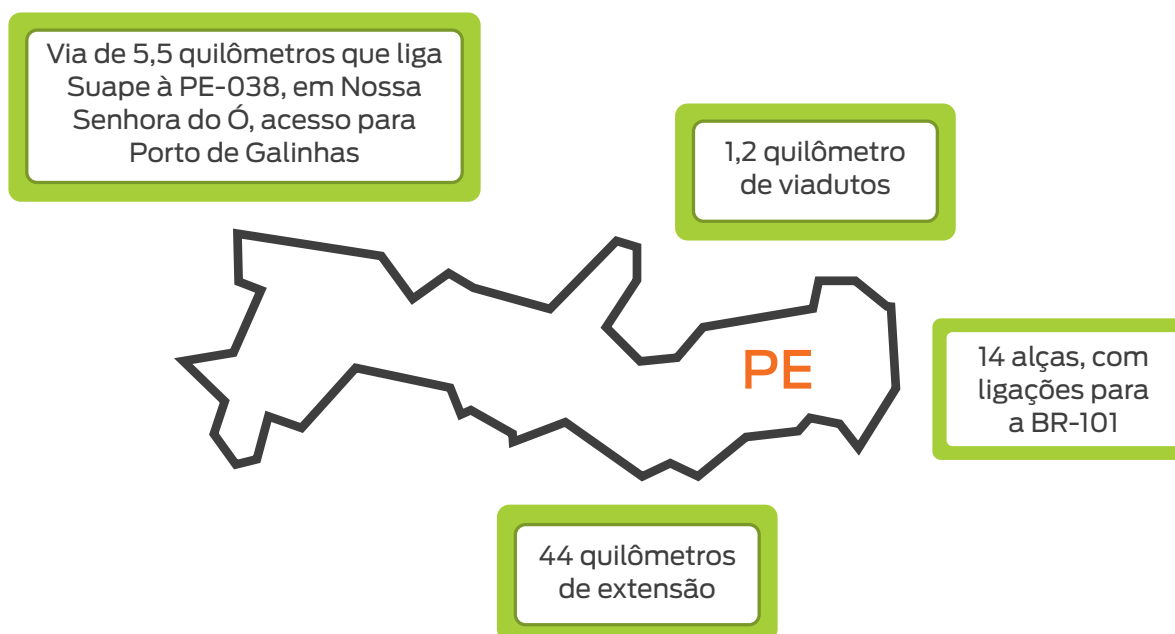 Via de 5,5 quilômetros que liga
Suape à PE-038, em Nossa
Senhora do Ó, acesso para
Porto de Galinhas
1,2 quilômetro
de viadutos
PE
14 alças, com
ligações para
a BR-101
44 quilômetros
de extensão